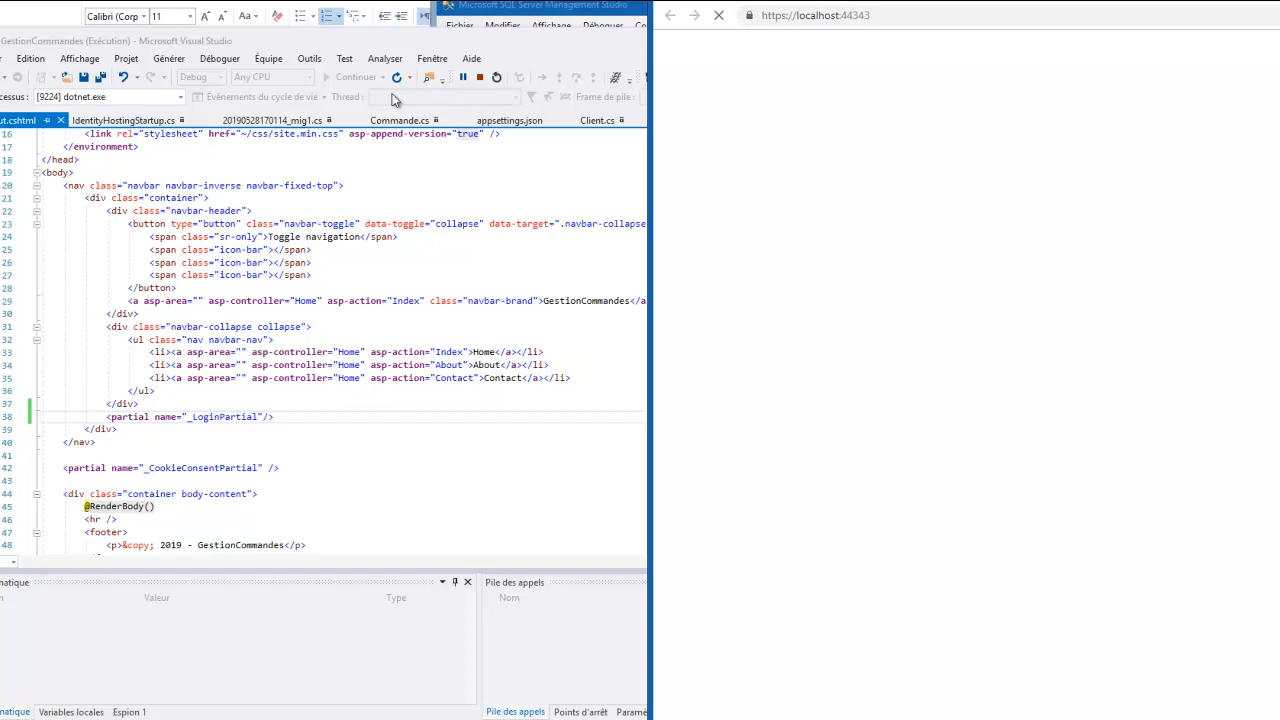 Calibri (Corp 11 Aa
Microsoft SQL Server Management Studio
Fichier Modifier Affichage Déboguer
https://localhost:44343
GestionCommandes (Exécution) - Microsoft Visual Studio
Edition Affichage Projet Générer Déboguer Équipe Outils Test Analyser Fenêtre Aide
Debug Any CPU Continuer
[9224] dotnet.exe Événements du cycle de vie Thread : Frame de pile :
ut.cshtml IdentityHostingStartup.cs 20190528170114_mig1.cs Commande.cs appsettings.json Client.cs
16 <link rel="stylesheet" href="~/css/site.min.css" asp-append-version="true" />
17 </environment>
18 </head>
19 <body>
20 <nav class="navbar navbar-inverse navbar-fixed-top">
21 <div class="container">
22 <div class="navbar-header">
23 <button type="button" class="navbar-toggle" data-toggle="collapse" data-target=".navbar-collapse
24 <span class="sr-only">Toggle navigation</span>
25 <span class="icon-bar"></span>
26 <span class="icon-bar"></span>
27 <span class="icon-bar"></span>
28 </button>
29 <a asp-area="" asp-controller="Home" asp-action="Index" class="navbar-brand">GestionCommandes</a
30 </div>
31 <div class="navbar-collapse collapse">
32 <ul class="nav navbar-nav">
33 <li><a asp-area="" asp-controller="Home" asp-action="Index">Home</a></li>
34 <li><a asp-area="" asp-controller="Home" asp-action="About">About</a></li>
35 <li><a asp-area="" asp-controller="Home" asp-action="Contact">Contact</a></li>
36 </ul>
37 </div>
38 <partial name="_LoginPartial"/>
39 </div>
40 </nav>
41
42 <partial name="_CookieConsentPartial" />
43
44 <div class="container body-content">
45 @RenderBody()
46 <hr />
47 <footer>
48 <p>&copy; 2019 - GestionCommandes</p>
matique Pile des appels
Valeur Type Nom
matique Variables locales Espion 1 Pile des appels Points d'arrêt Paramè